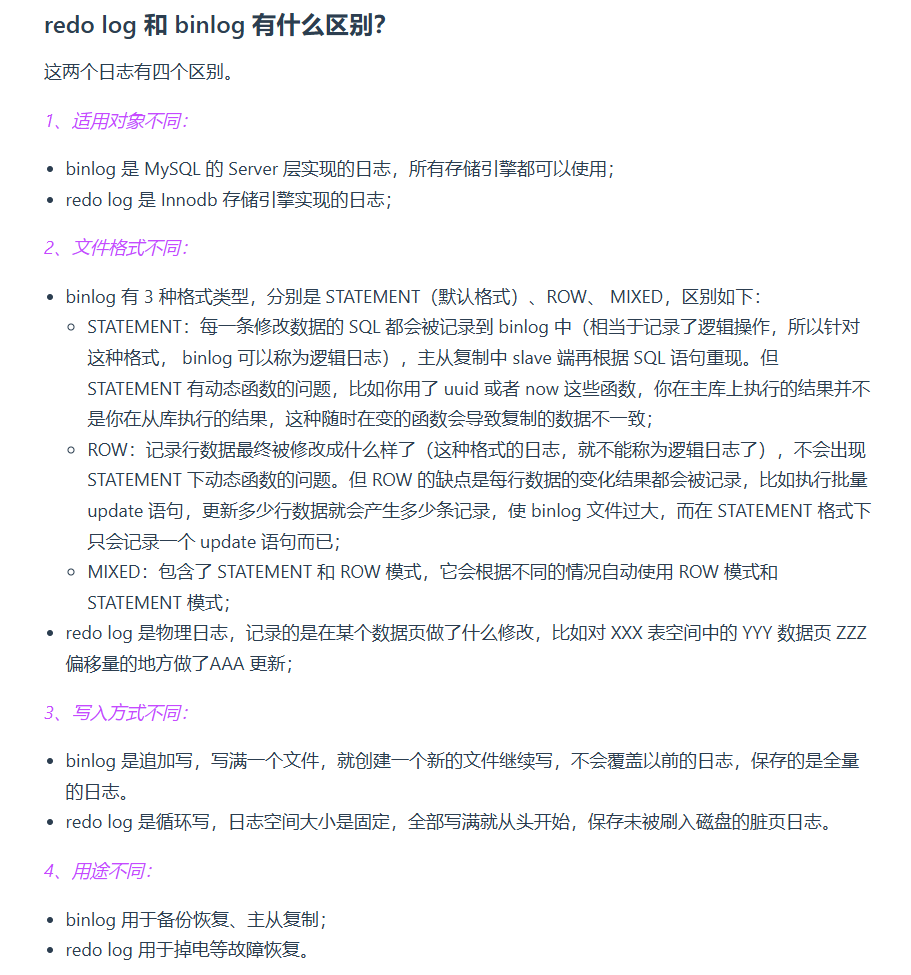 redo log 和 binlog 有什么区别？
这两个日志有四个区别。
1、适用对象不同：
• binlog 是 MySQL 的 Server 层实现的日志，所有存储引擎都可以使用；
• redo log 是 Innodb 存储引擎实现的日志；
2、文件格式不同：
• binlog 有 3 种格式类型，分别是 STATEMENT（默认格式）、ROW、 MIXED，区别如下：
◦ STATEMENT：每一条修改数据的 SQL 都会被记录到 binlog 中（相当于记录了逻辑操作，所以针对
这种格式， binlog 可以称为逻辑日志），主从复制中 slave 端再根据 SQL 语句重现。但
STATEMENT 有动态函数的问题，比如你用了 uuid 或者 now 这些函数，你在主库上执行的结果并不
是你在从库执行的结果，这种随时在变的函数会导致复制的数据不一致；
◦ ROW：记录行数据最终被修改成什么样了（这种格式的日志，就不能称为逻辑日志了），不会出现
STATEMENT 下动态函数的问题。但 ROW 的缺点是每行数据的变化结果都会被记录，比如执行批量
update 语句，更新多少行数据就会产生多少条记录，使 binlog 文件过大，而在 STATEMENT 格式下
只会记录一个 update 语句而已；
◦ MIXED：包含了 STATEMENT 和 ROW 模式，它会根据不同的情况自动使用 ROW 模式和
STATEMENT 模式；
• redo log 是物理日志，记录的是在某个数据页做了什么修改，比如对 XXX 表空间中的 YYY 数据页 ZZZ
偏移量的地方做了AAA 更新；
3、写入方式不同：
• binlog 是追加写，写满一个文件，就创建一个新的文件继续写，不会覆盖以前的日志，保存的是全量
的日志。
• redo log 是循环写，日志空间大小是固定，全部写满就从头开始，保存未被刷入磁盘的脏页日志。
4、用途不同：
• binlog 用于备份恢复、主从复制；
• redo log 用于掉电等故障恢复。